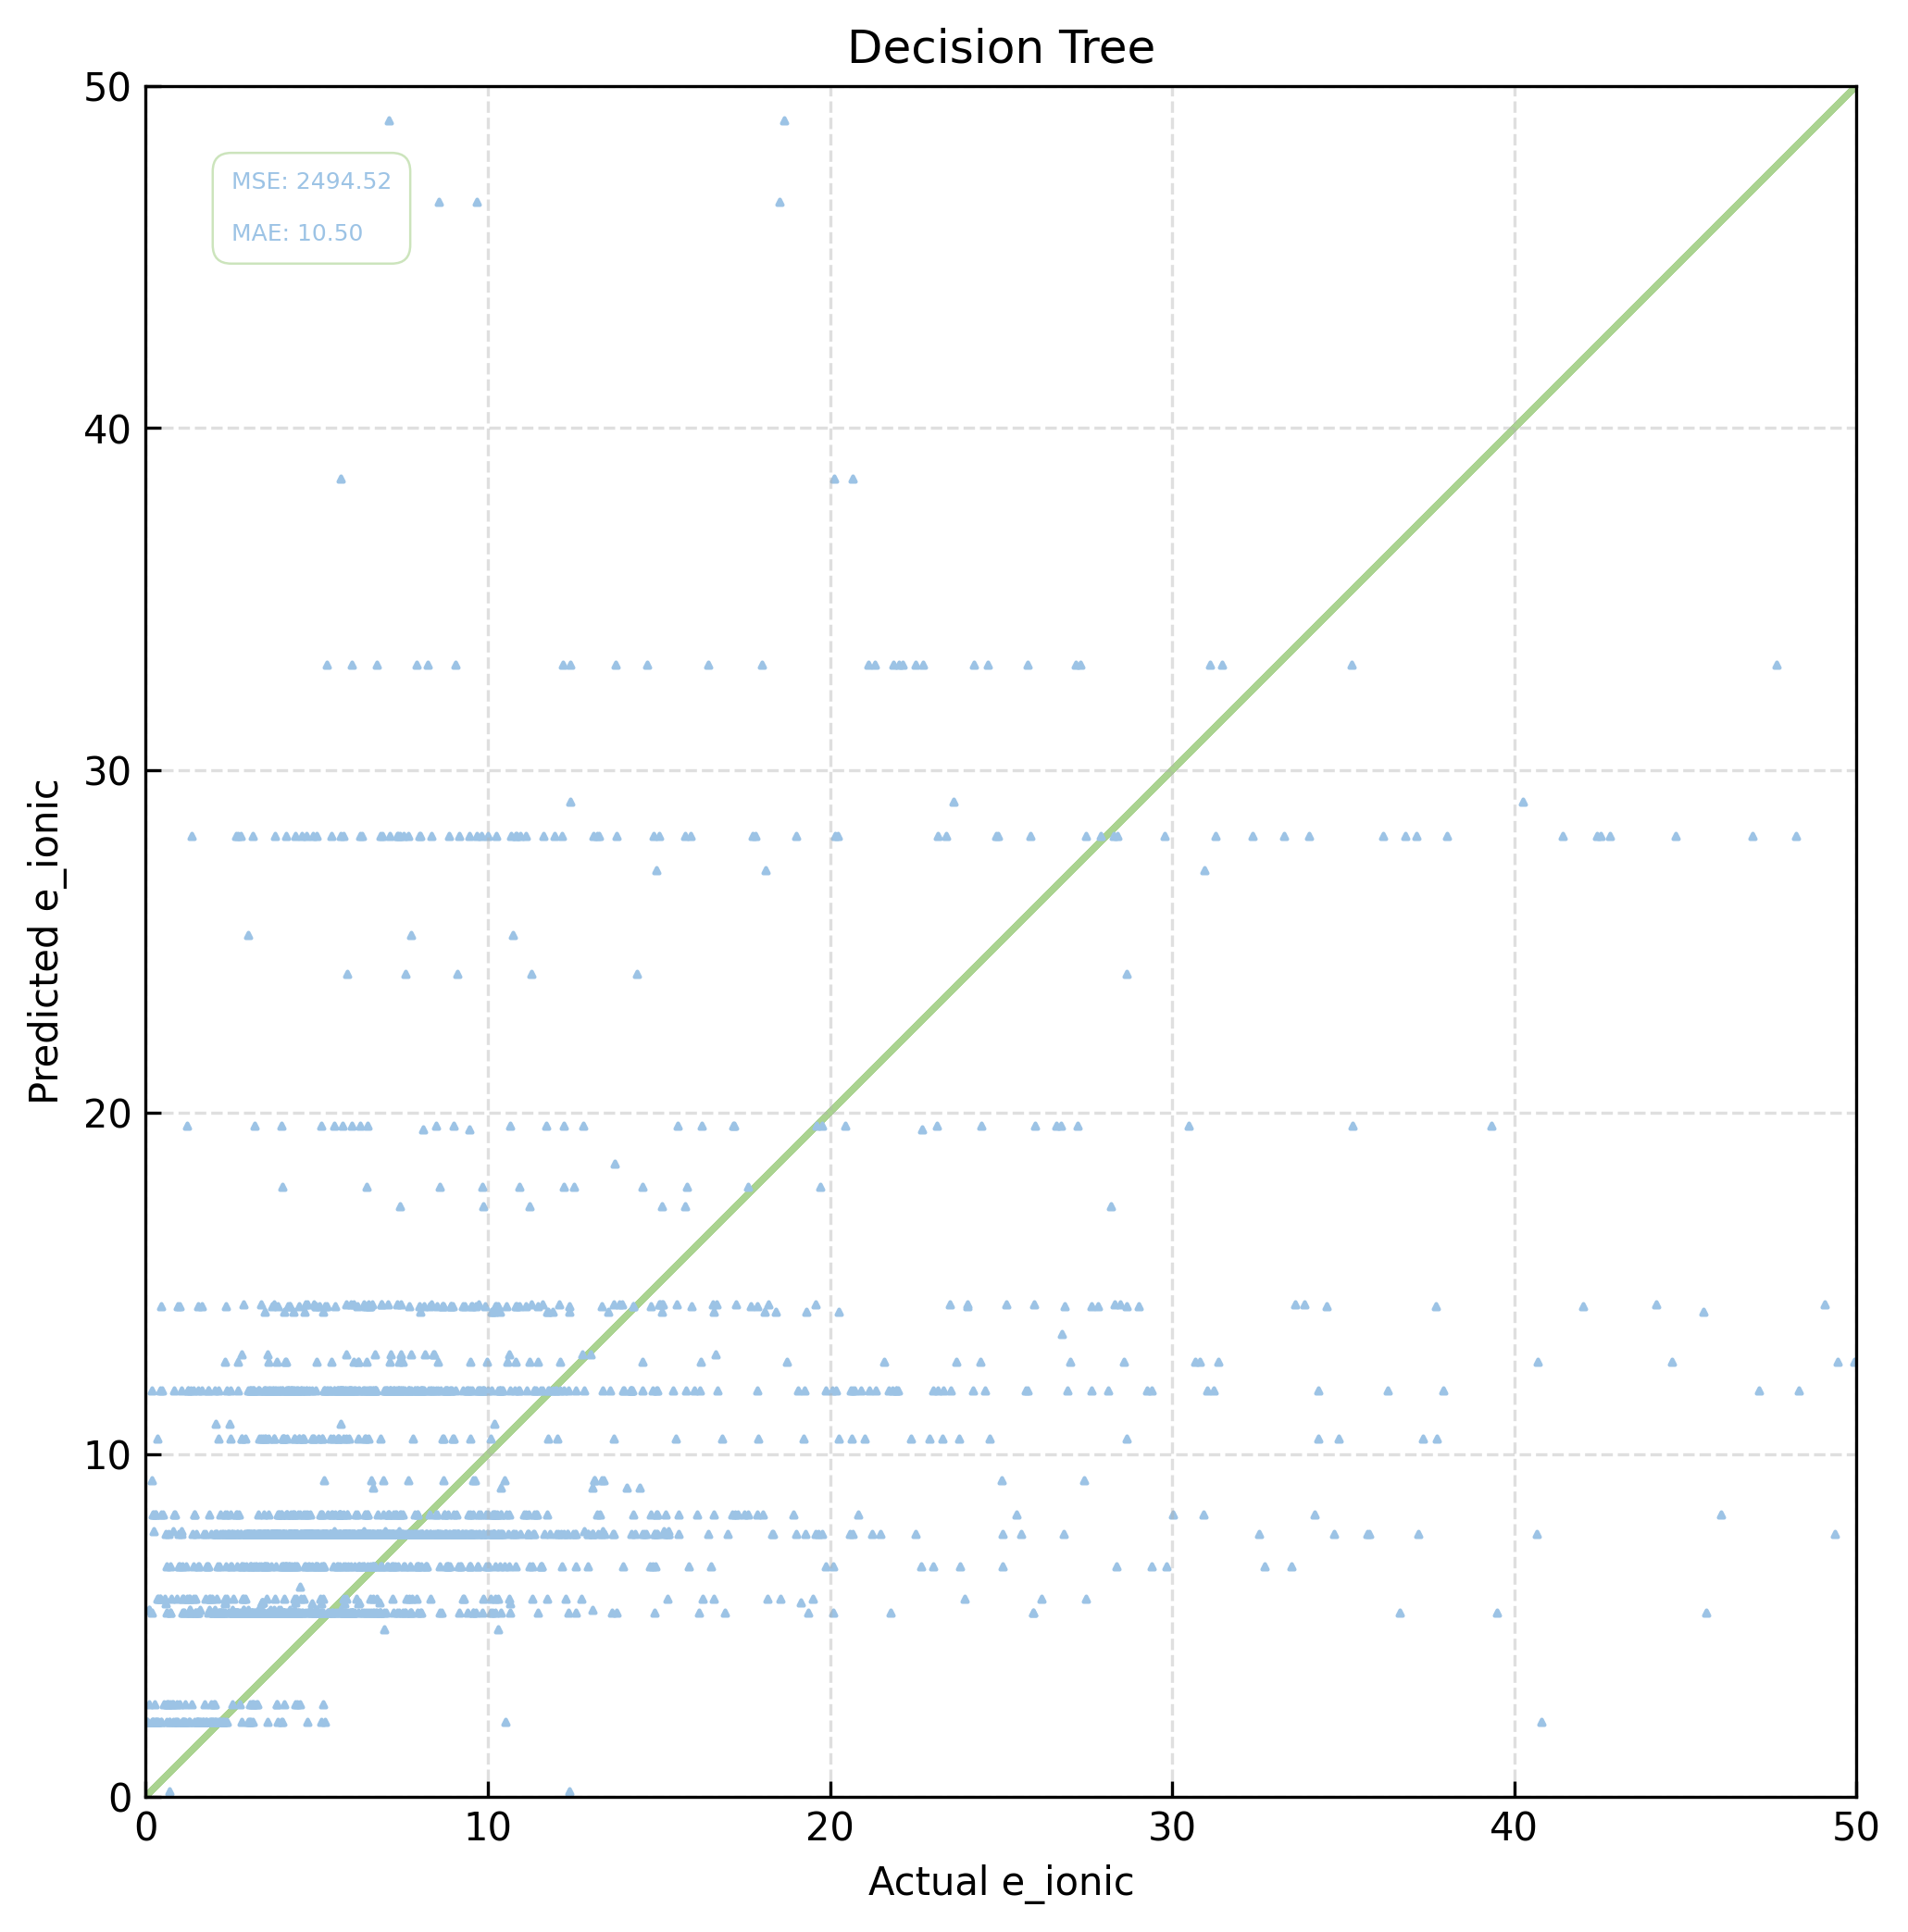 Decision Tree
50
40
30
20
10
0
MSE: 2494.52
MAE: 10.50
Predicted e_ionic
0 10 20 30 40 50
Actual e_ionic